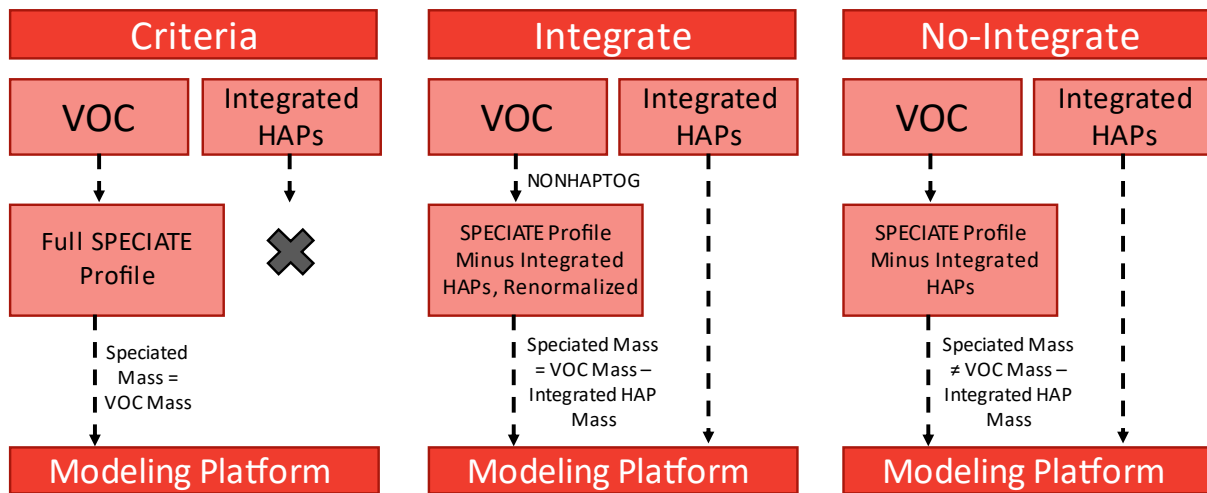 Criteria
VOC
Integrated
HAPs
Full SPECIATE
Profile
Speciated
Mass =
VOC Mass
Modeling Platform
Integrate
VOC
Integrated
HAPs
NONHAPTOG
SPECIATE Profile
Minus Integrated
HAPs, Renormalized
Speciated Mass
= VOC Mass –
Integrated HAP
Mass
Modeling Platform
No-Integrate
VOC
Integrated
HAPs
SPECIATE Profile
Minus Integrated
HAPs
Speciated Mass
≠ VOC Mass –
Integrated HAP
Mass
Modeling Platform